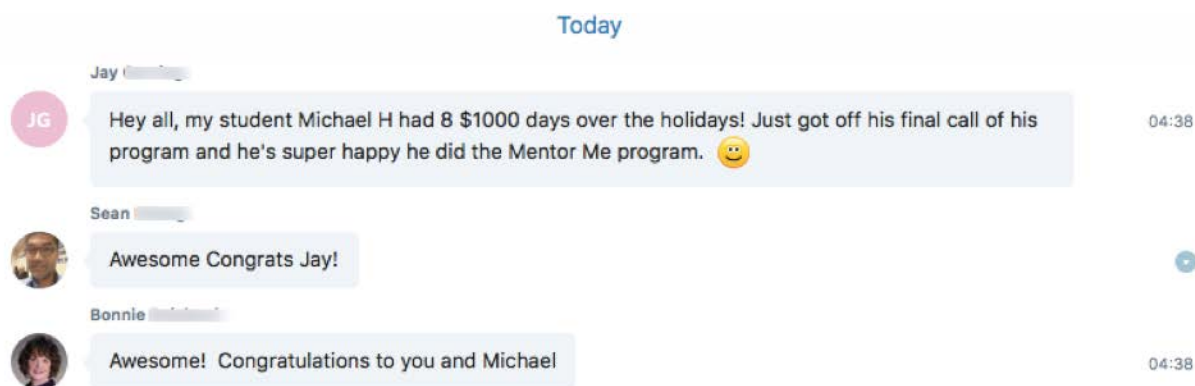 Today
Jay
JG
Hey all, my student Michael H had 8 $1000 days over the holidays! Just got off his final call of his
program and he's super happy he did the Mentor Me program.
04:38
Sean
Awesome Congrats Jay!
Bonnie
Awesome!  Congratulations to you and Michael
04:38